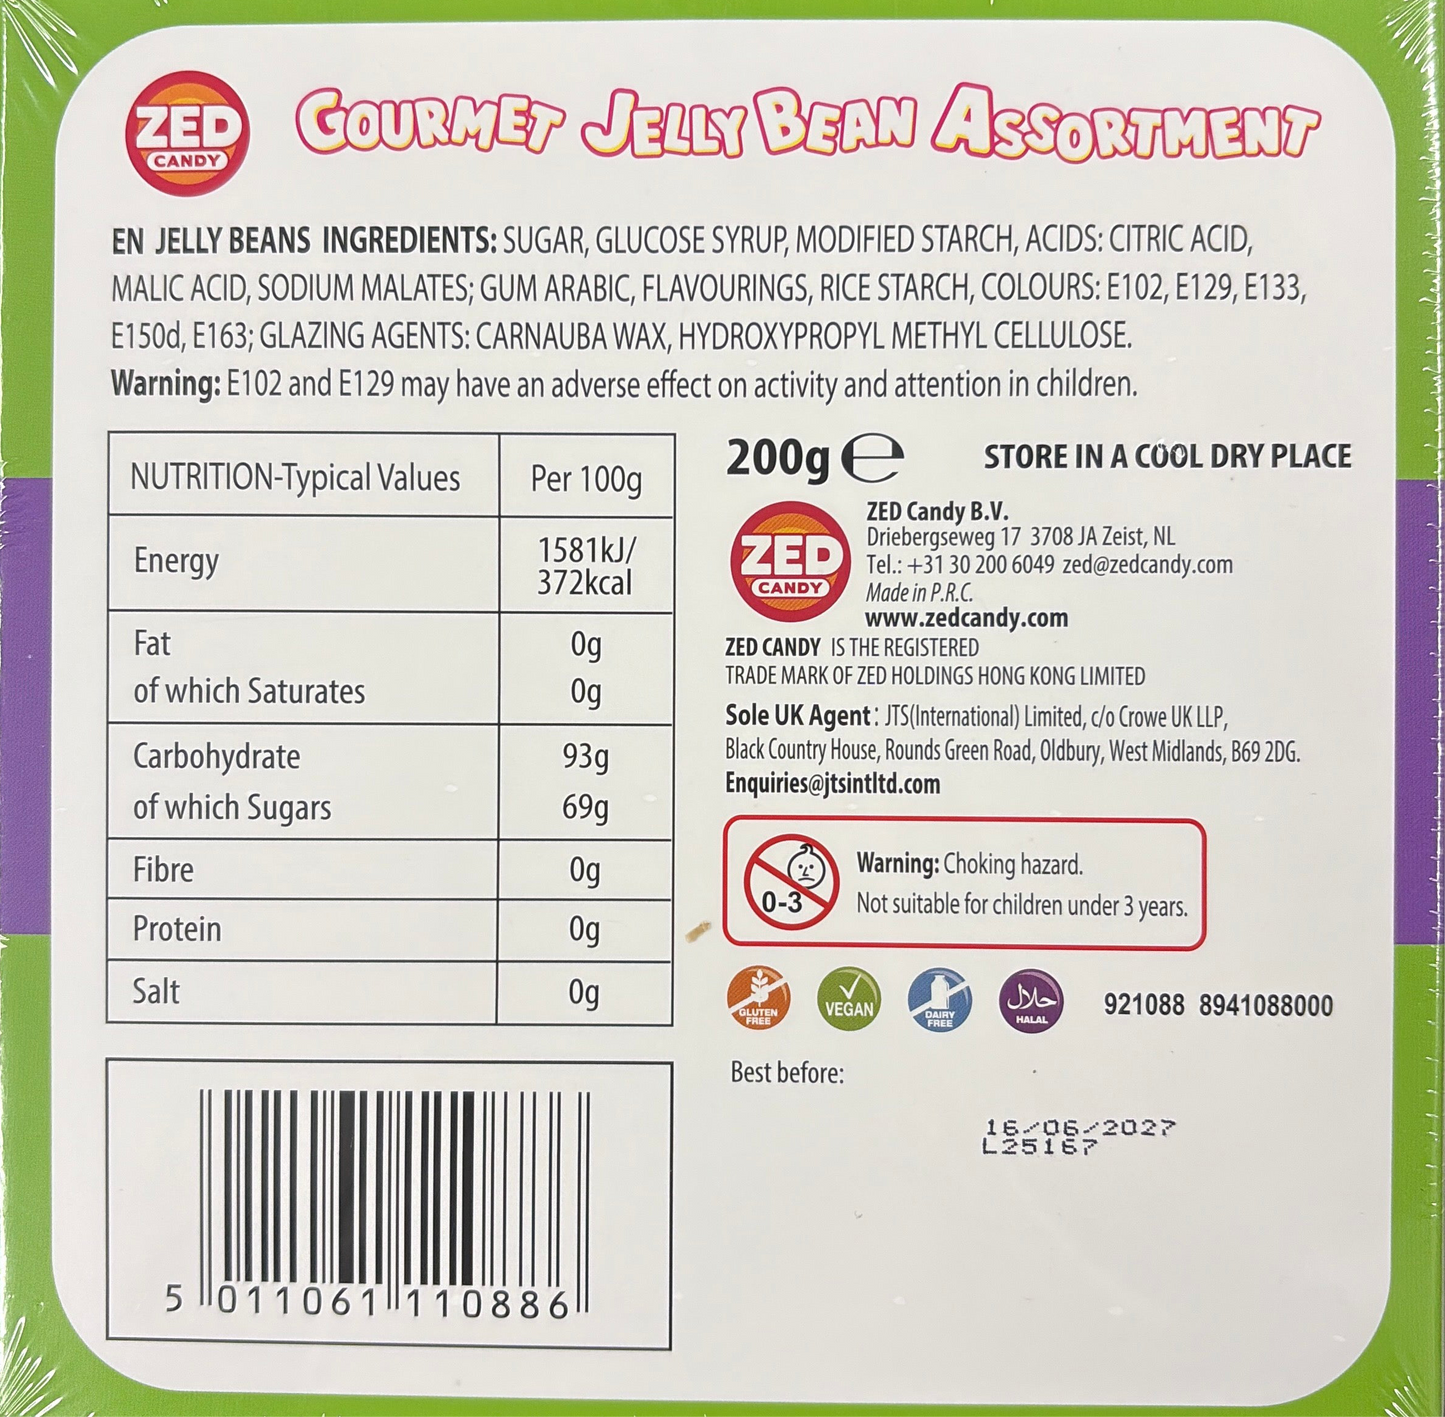 ZED
CANDY
GOURMET JELLY BEAN ASSORTMENT
EN JELLY BEANS INGREDIENTS: SUGAR, GLUCOSE SYRUP, MODIFIED STARCH, ACIDS: CITRIC ACID,
MALIC ACID, SODIUM MALATES; GUM ARABIC, FLAVOURINGS, RICE STARCH, COLOURS: E102, E129, E133,
E150d, E163; GLAZING AGENTS: CARNAUBA WAX, HYDROXYPROPYL METHYL CELLULOSE.
Warning: E102 and E129 may have an adverse effect on activity and attention in children.
NUTRITION-Typical Values Per 100g
Energy 1581kJ/
372kcal
Fat 0g
of which Saturates 0g
Carbohydrate 93g
of which Sugars 69g
Fibre 0g
Protein 0g
Salt 0g
5 011061 110886
200g e STORE IN A COOL DRY PLACE
ZED
CANDY
ZED Candy B.V.
Driebergseweg 17 3708 JA Zeist, NL
Tel.: +31 30 200 6049 zed@zedcandy.com
Made in P.R.C.
www.zedcandy.com
ZED CANDY IS THE REGISTERED
TRADE MARK OF ZED HOLDINGS HONG KONG LIMITED
Sole UK Agent: JTS(International) Limited, c/o Crowe UK LLP,
Black Country House, Rounds Green Road, Oldbury, West Midlands, B69 2DG.
Enquiries@jtsintltd.com
0-3
Warning: Choking hazard.
Not suitable for children under 3 years.
GLUTEN
FREE
VEGAN
DAIRY
FREE
حلال
HALAL
921088 8941088000
Best before:
16/06/2027
L25167